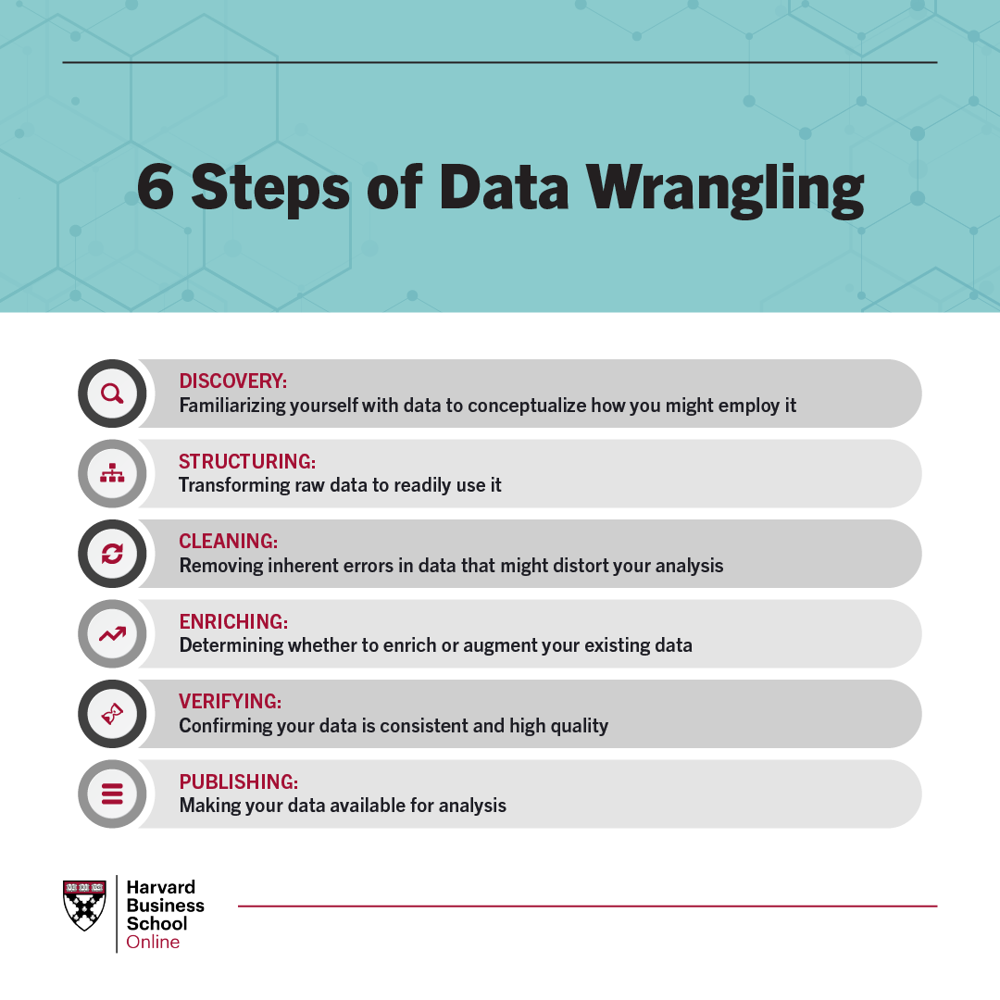 6 Steps of Data Wrangling
DISCOVERY:
Familiarizing yourself with data to conceptualize how you might employ it
STRUCTURING:
Transforming raw data to readily use it
CLEANING:
Removing inherent errors in data that might distort your analysis
ENRICHING:
Determining whether to enrich or augment your existing data
VERIFYING:
Confirming your data is consistent and high quality
PUBLISHING:
Making your data available for analysis
Harvard
Business
School
Online